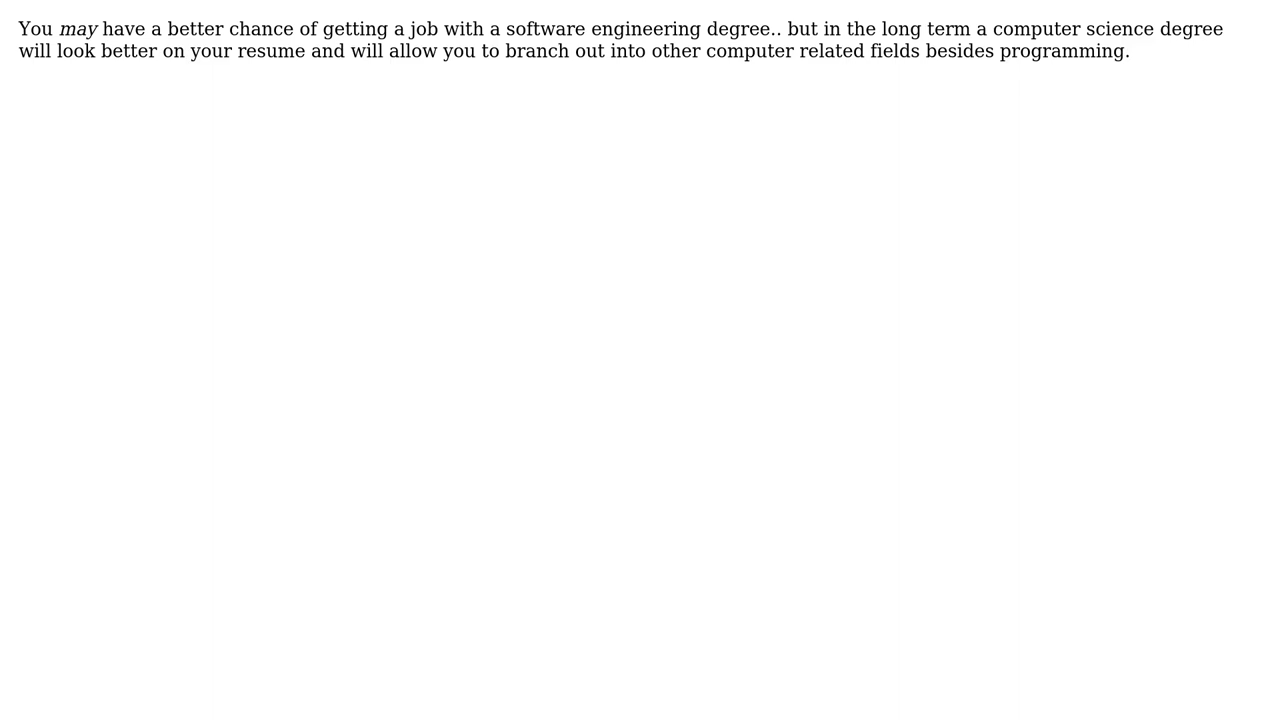 You may have a better chance of getting a job with a software engineering degree.. but in the long term a computer science degree
will look better on your resume and will allow you to branch out into other computer related fields besides programming.